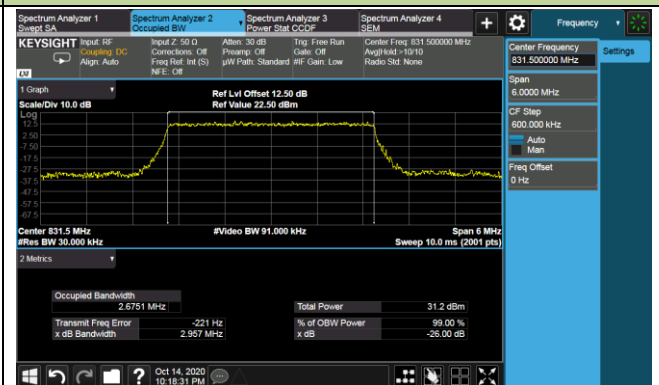 Spectrum Analyzer 1
Swept SA
Spectrum Analyzer 2
Occupied BW
Spectrum Analyzer 3
Power Stat CCDF
Spectrum Analyzer 4
SEM
+
Frequency
KEYSIGHT
Input: RF
Coupling: DC
Align: Auto
Input Z: 50 Ω
Corrections: Off
Freq Ref: Int (S)
NFE: Off
Atten: 30 dB
Preamp: Off
µW Path: Standard
Trig: Free Run
Gate: Off
#IF Gain: Low
Center Freq: 831.500000 MHz
Avg|Hold:>10/10
Radio Std: None
LXI
Center Frequency
831.500000 MHz
Settings
Span
6.0000 MHz
CF Step
600.000 kHz
Auto
Man
Freq Offset
0 Hz
1 Graph
Scale/Div 10.0 dB
Ref Lvl Offset 12.50 dB
Ref Value 22.50 dBm
Log
12.5
2.50
-7.50
-17.5
-27.5
-37.5
-47.5
-57.5
-67.5
Center 831.5 MHz
#Res BW 30.000 kHz
#Video BW 91.000 kHz
Span 6 MHz
Sweep 10.0 ms (2001 pts)
2 Metrics
Occupied Bandwidth
2.6751 MHz
Total Power
31.2 dBm
Transmit Freq Error
-221 Hz
% of OBW Power
99.00 %
x dB Bandwidth
2.957 MHz
x dB
-26.00 dB
?
Oct 14, 2020
10:18:31 PM